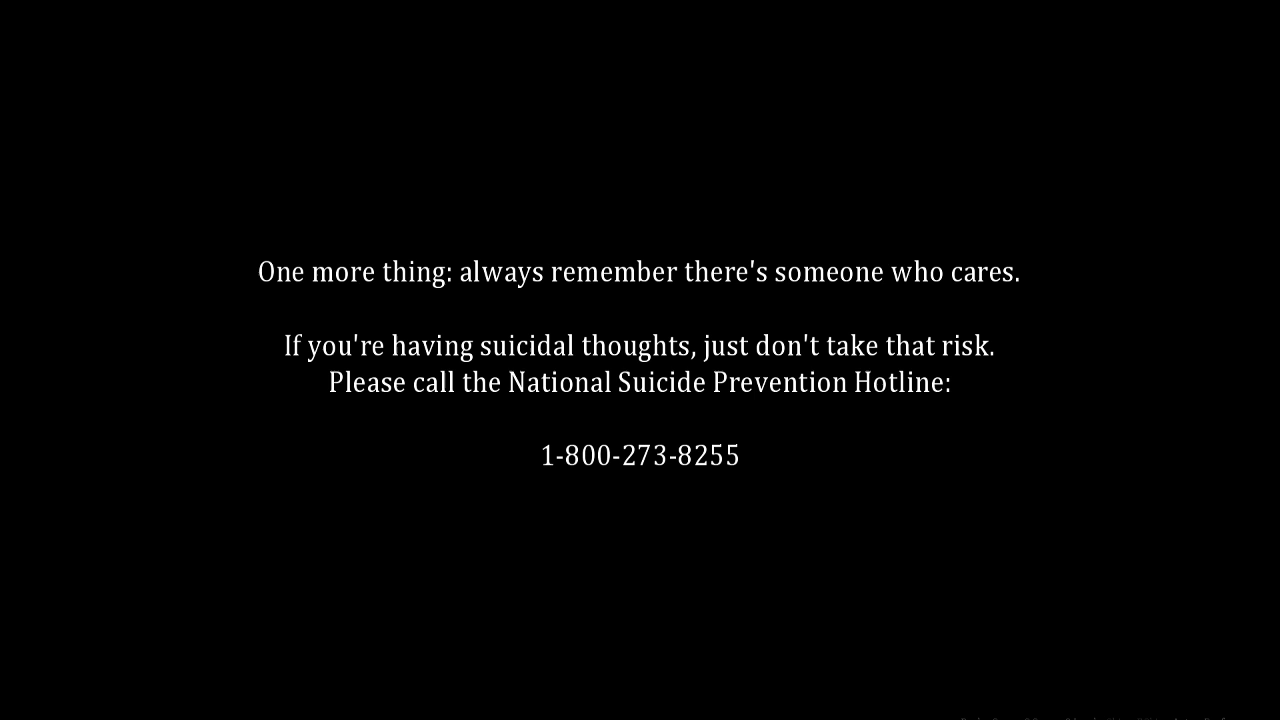 One more thing: always remember there's someone who cares.
If you're having suicidal thoughts, just don't take that risk.
Please call the National Suicide Prevention Hotline:
1-800-273-8255